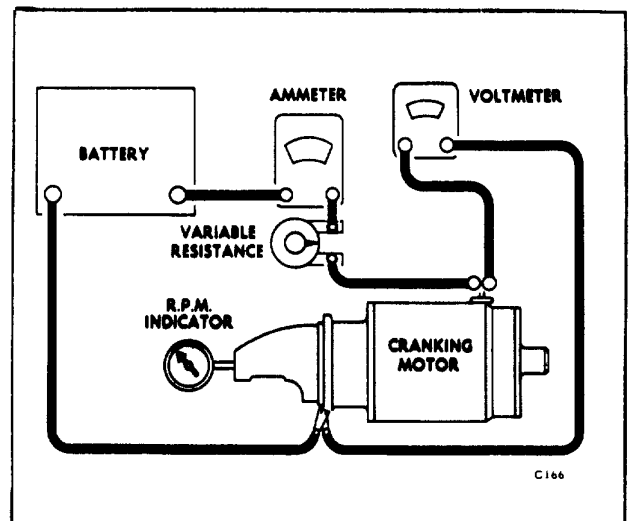 AMMETER
VOLTMETER
BATTERY
VARIABLE
RESISTANCE
R.P.M.
INDICATOR
CRANKING
MOTOR
C166